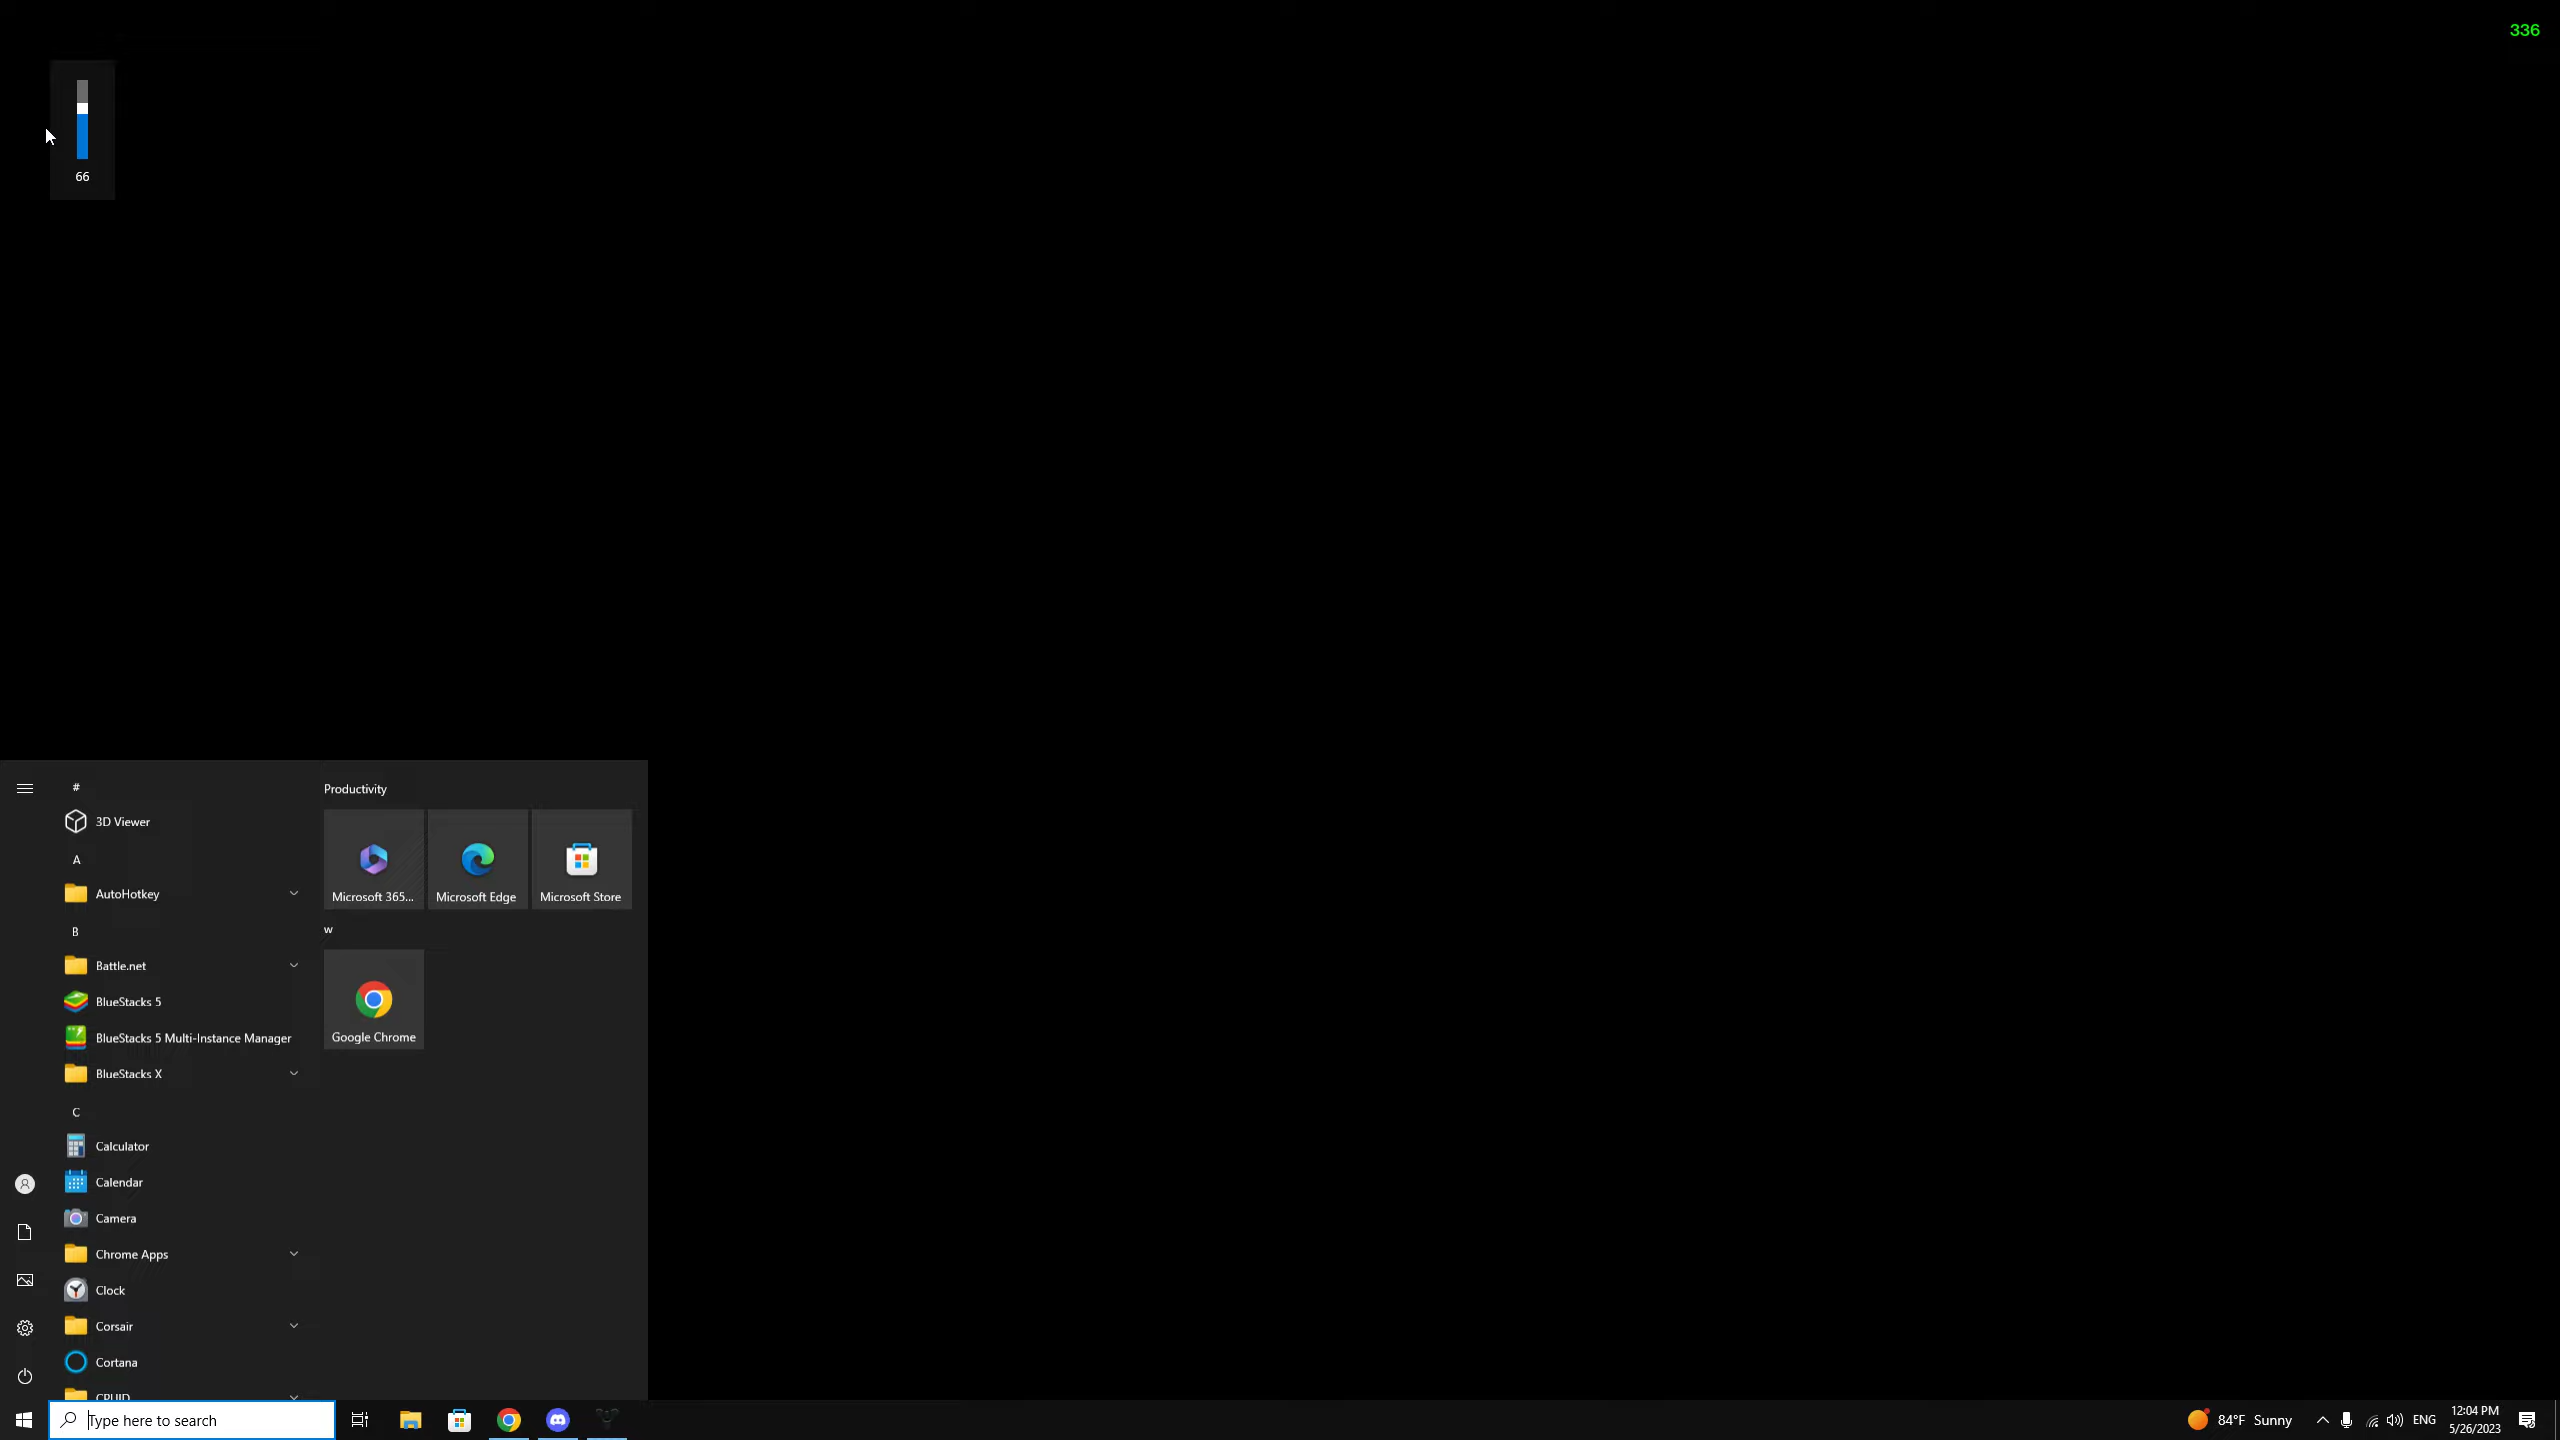 336
66
#
Productivity
3D Viewer
A
AutoHotkey
Microsoft 365...
Microsoft Edge
Microsoft Store
B
w
Battle.net
BlueStacks 5
BlueStacks 5 Multi-Instance Manager
Google Chrome
BlueStacks X
C
Calculator
Calendar
Camera
Chrome Apps
Clock
Corsair
Cortana
CPUID
Type here to search
84°F Sunny
ENG
12:04 PM
5/26/2023